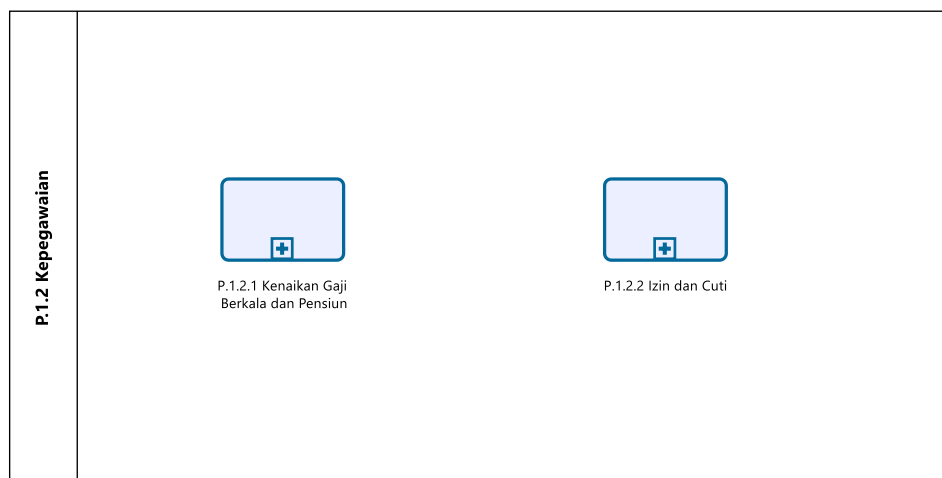 P.1.2 Kepegawaian
P.1.2.1 Kenaikan Gaji
Berkala dan Pensiun
P.1.2.2 Izin dan Cuti